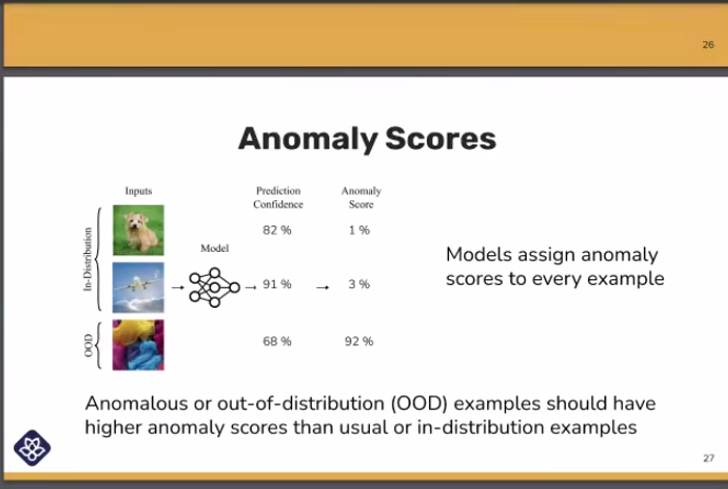 26
Anomaly Scores
Inputs
Prediction
Confidence
Anomaly
Score
In-Distribution
82 %
1 %
Model
91 %
3 %
Models assign anomaly
scores to every example
OOD
68 %
92 %
Anomalous or out-of-distribution (OOD) examples should have
higher anomaly scores than usual or in-distribution examples
27